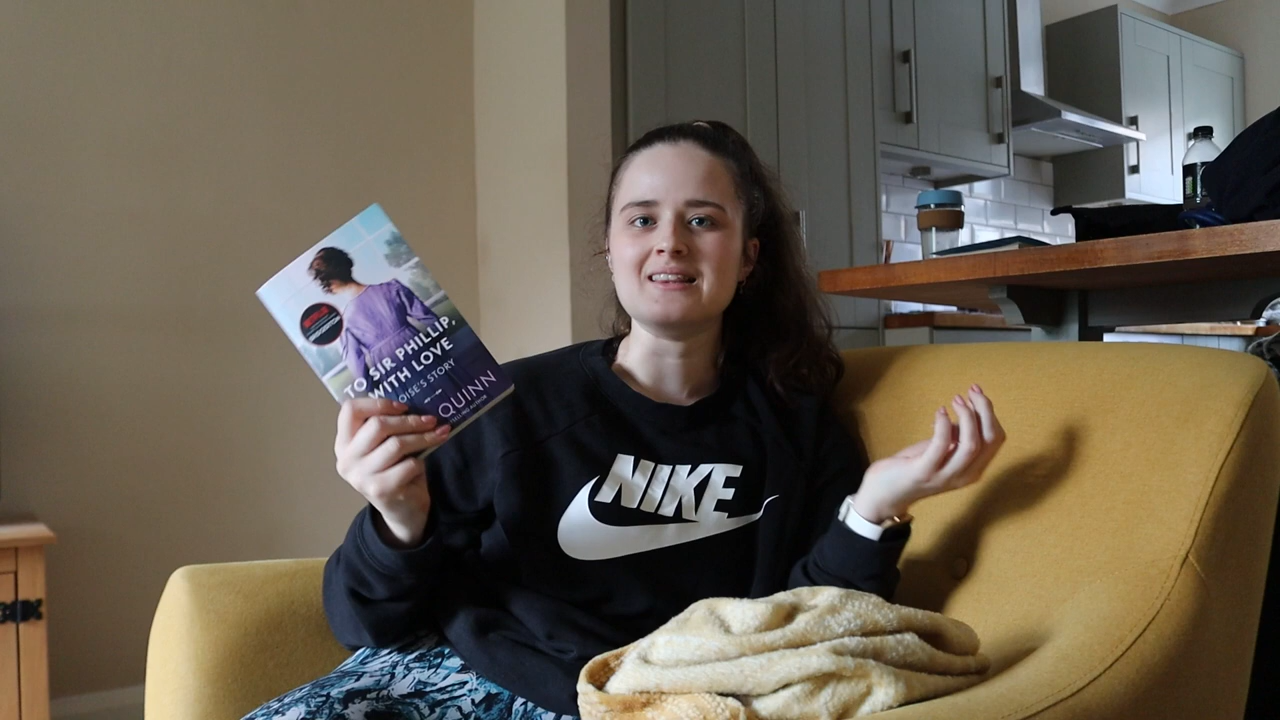 TO SIR PHILLIP,
WITH LOVE
OISE'S STORY
QUINN
NIKE